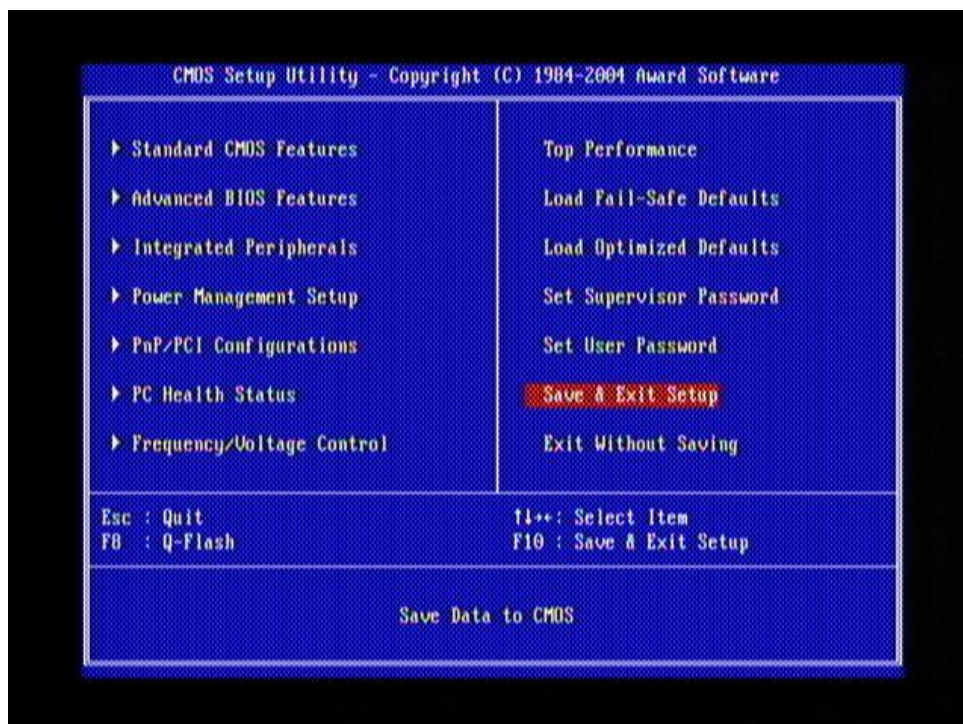 CMOS Setup Utility - Copyright (C) 1984-2004 Award Software
Standard CMOS Features
Advanced BIOS Features
Integrated Peripherals
Power Management Setup
PnP/PCI Configurations
PC Health Status
Frequency/Voltage Control
Top Performance
Load Fail-Safe Defaults
Load Optimized Defaults
Set Supervisor Password
Set User Password
Save & Exit Setup
Exit Without Saving
Esc : Quit
F8 : Q-Flash
↑↓→←: Select Item
F10 : Save & Exit Setup
Save Data to CMOS